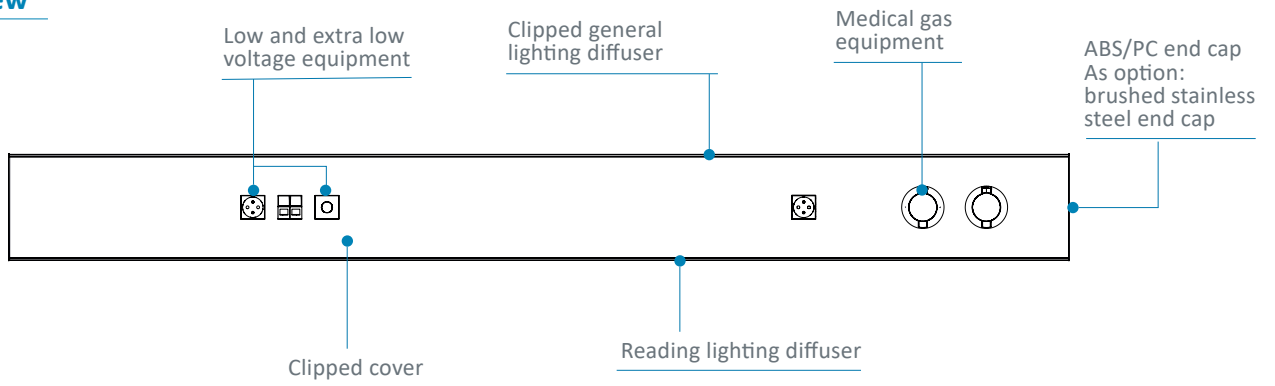 Low and extra low
voltage equipment
Clipped general
lighting diffuser
Medical gas
equipment
ABS/PC end cap
As option:
brushed stainless
steel end cap
Clipped cover
Reading lighting diffuser